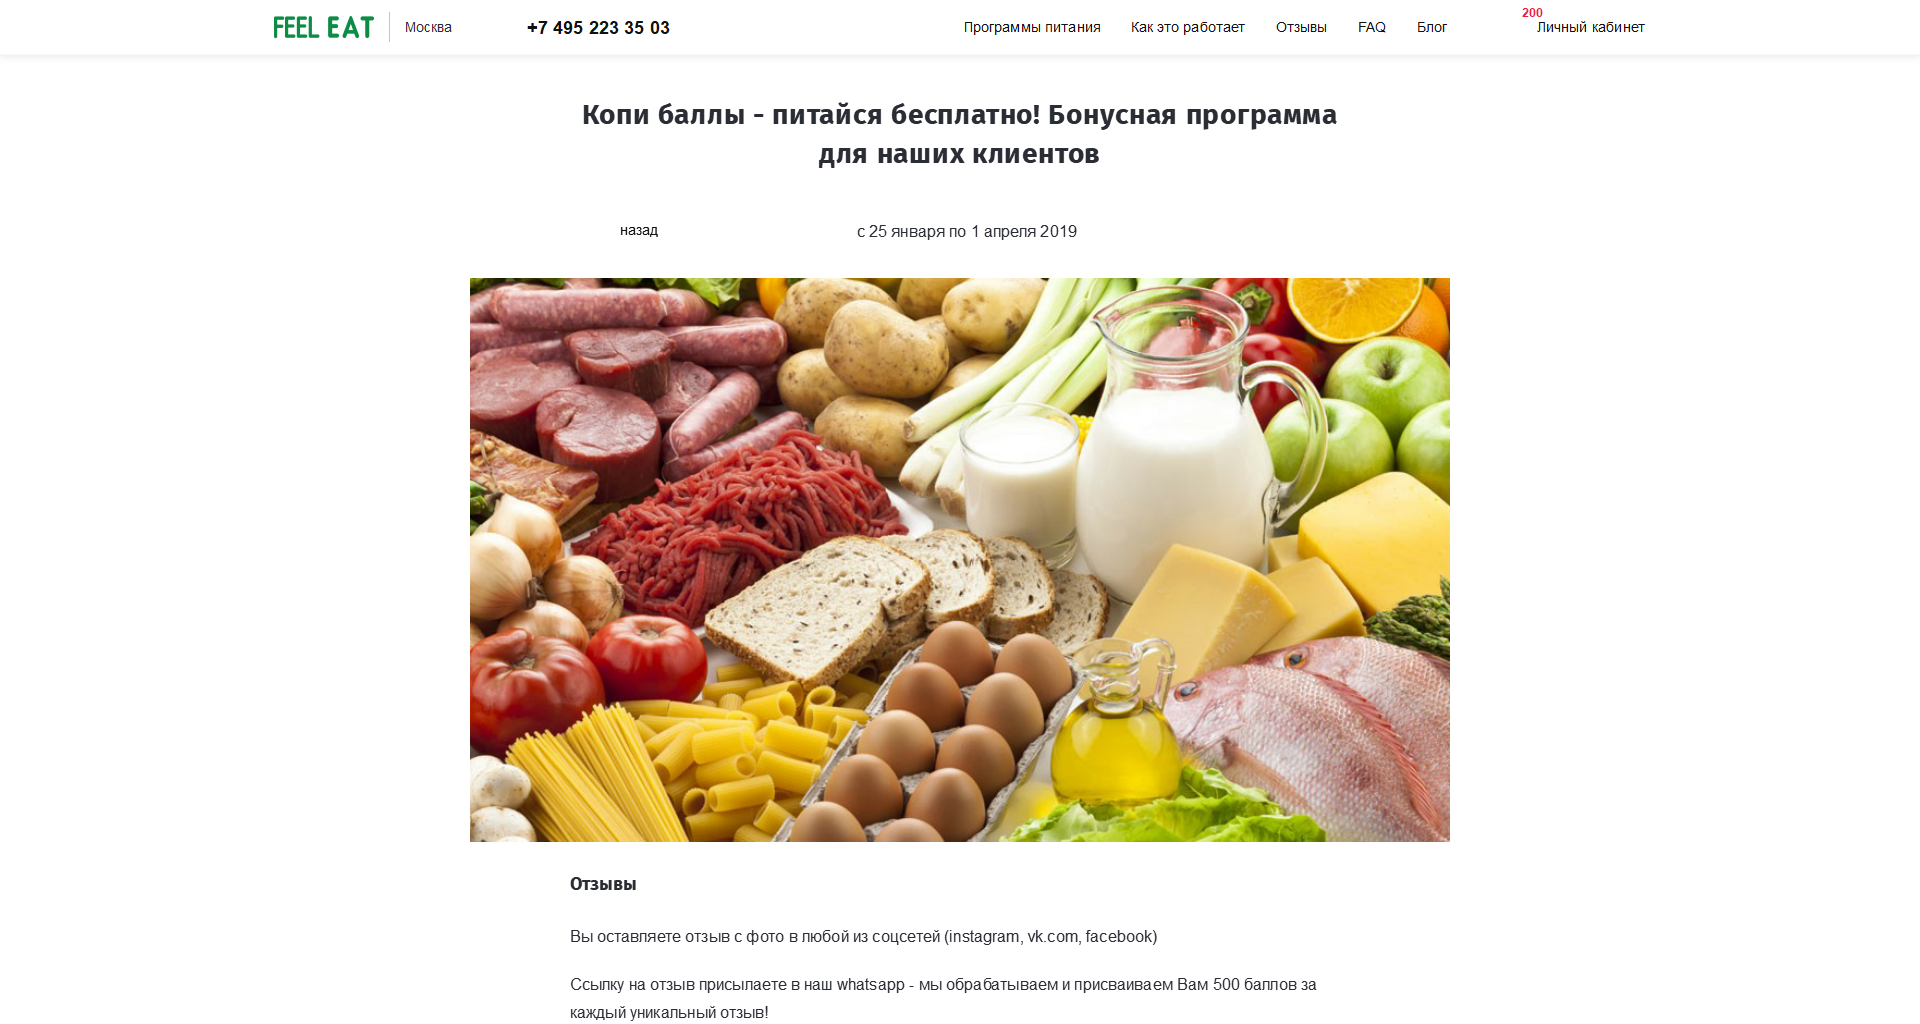 FEEL EAT
Москва
+7 495 223 35 03
Программы питания
Как это работает
Отзывы
FAQ
Блог
200
Личный кабинет
Копи баллы - питайся бесплатно! Бонусная программа
для наших клиентов
назад
с 25 января по 1 апреля 2019
Отзывы
Вы оставляете отзыв с фото в любой из соцсетей (instagram, vk.com, facebook)
Ссылку на отзыв присылаете в наш whatsapp - мы обрабатываем и присваиваем Вам 500 баллов за
каждый уникальный отзыв!